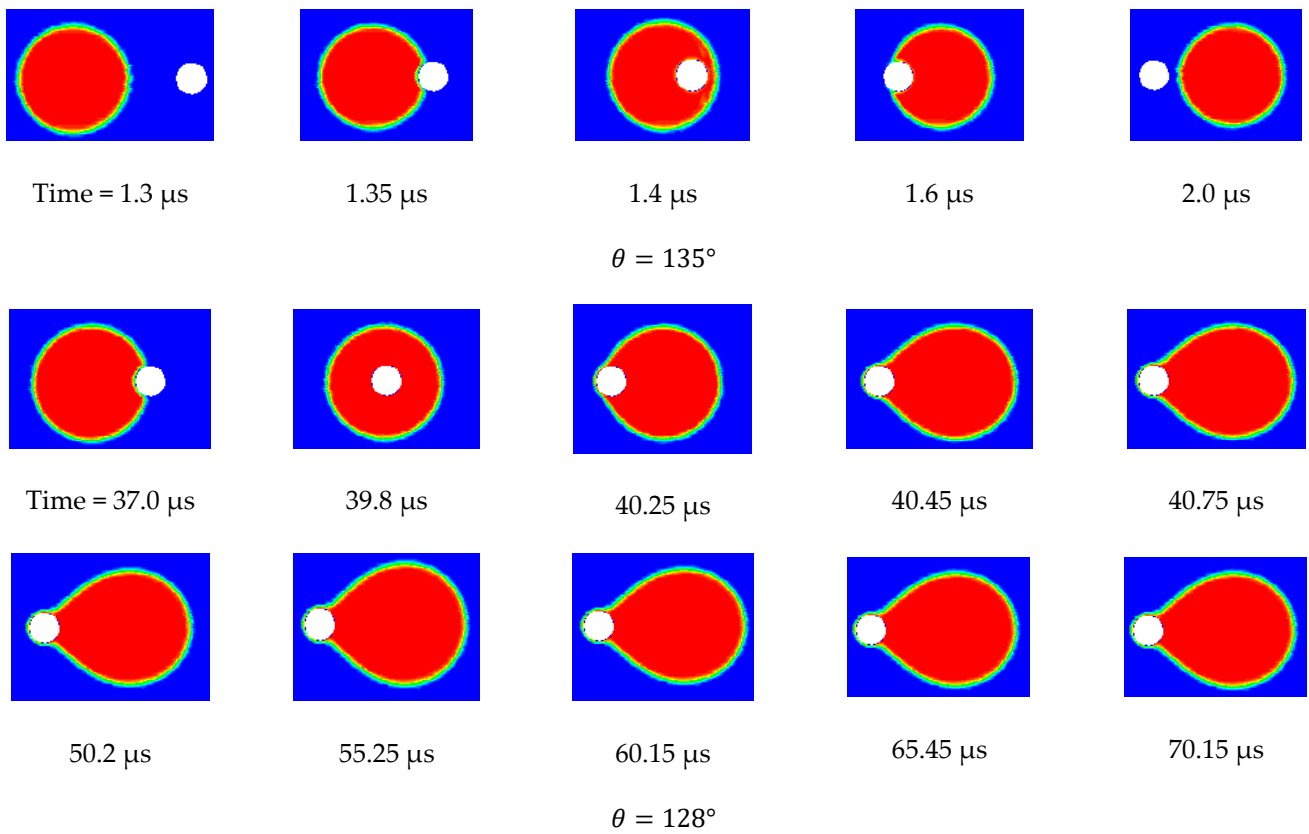 Time = 1.3 µs 1.35 µs 1.4 µs 1.6 µs 2.0 µs
𝜃 = 135°
Time = 37.0 µs 39.8 µs 40.25 µs 40.45 µs 40.75 µs
50.2 µs 55.25 µs 60.15 µs 65.45 µs 70.15 µs
𝜃 = 128°